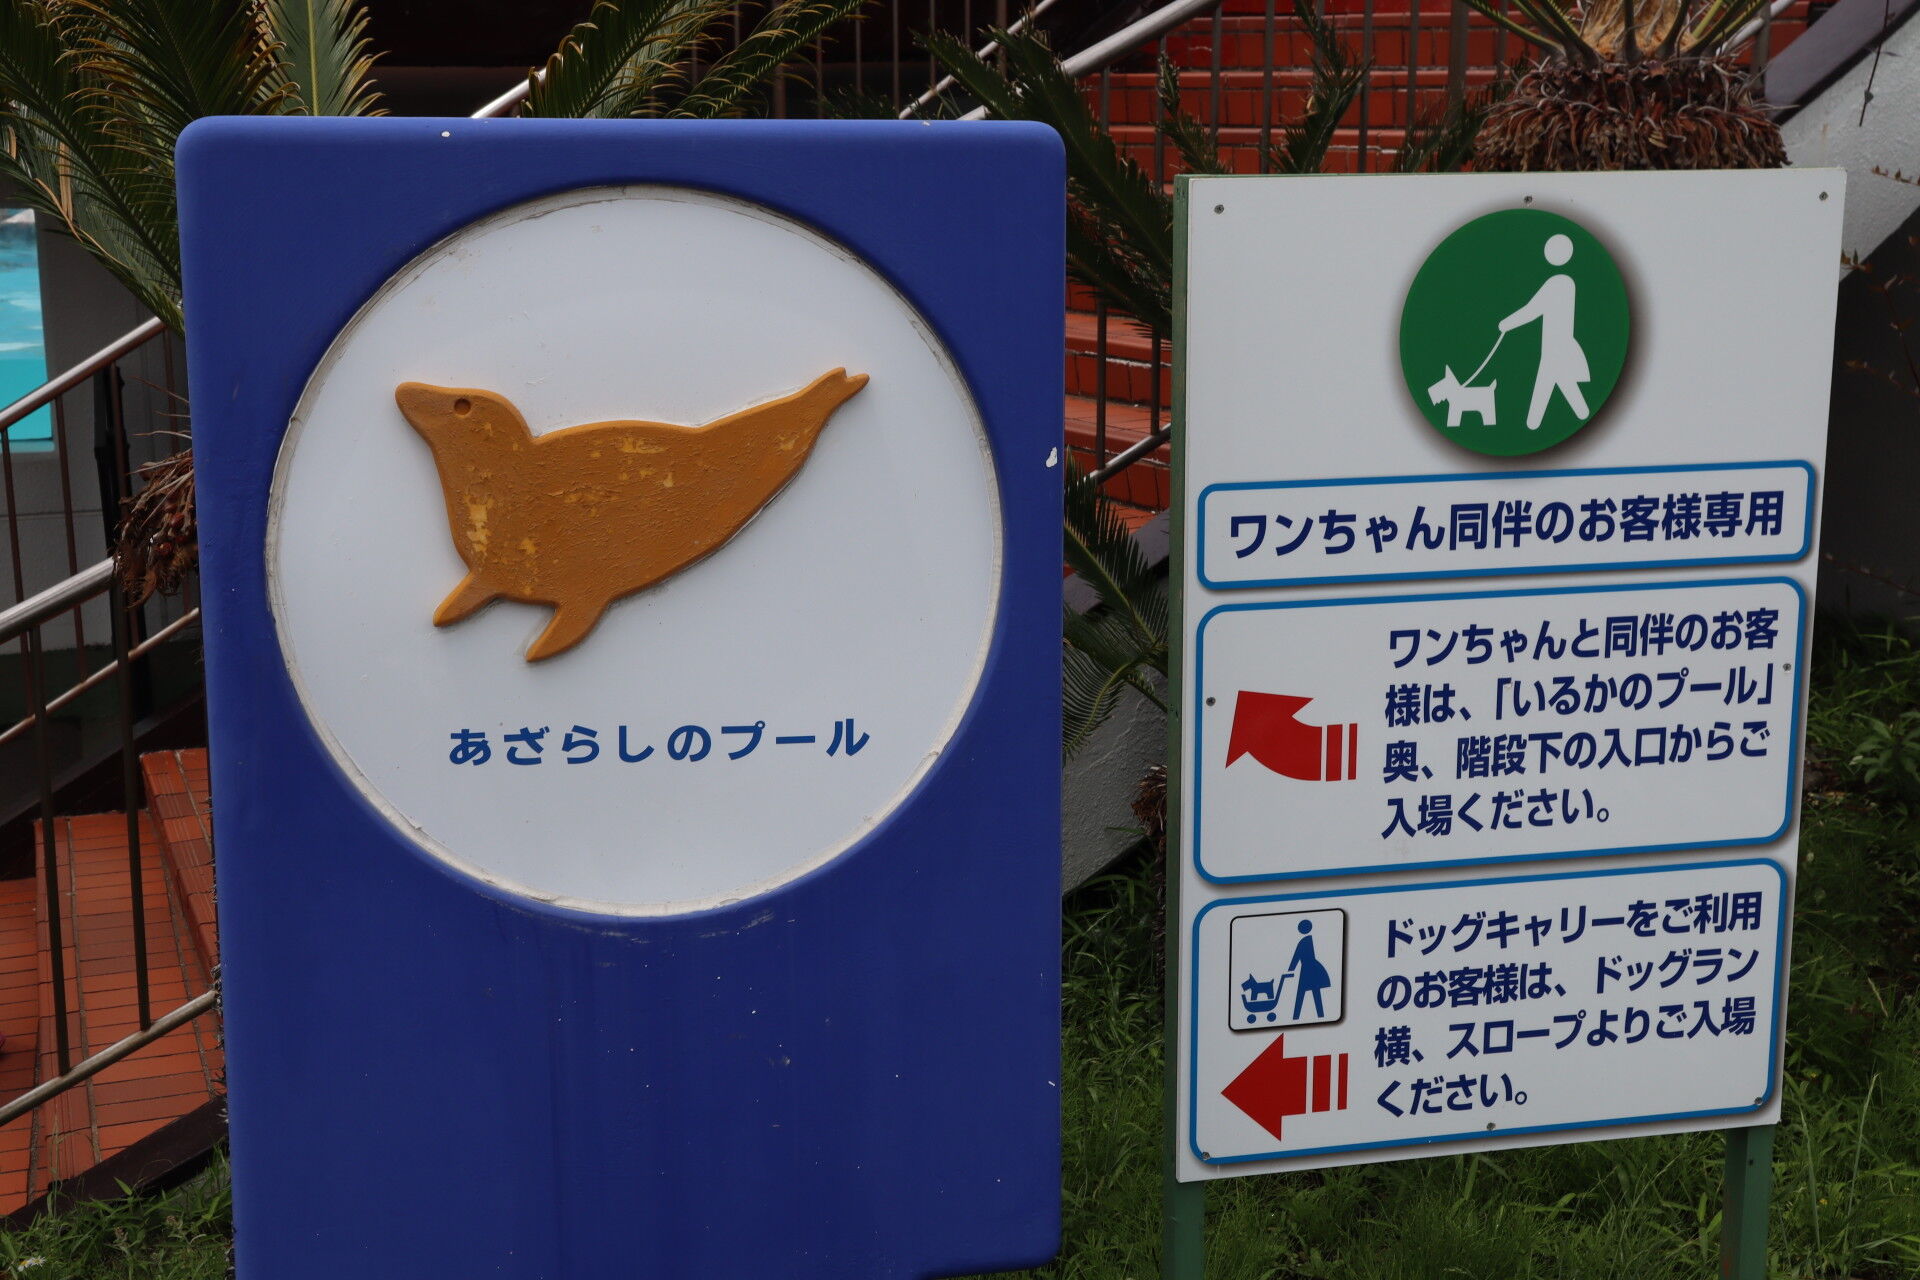 あざらしのプール
ワンちゃん同伴のお客様専用
ワンちゃんと同伴のお客
様は、「いるかのプール」
奥、階段下の入口からご
入場ください。
ドッグキャリーをご利用
のお客様は、ドッグラン
横、スロープよりご入場
ください。